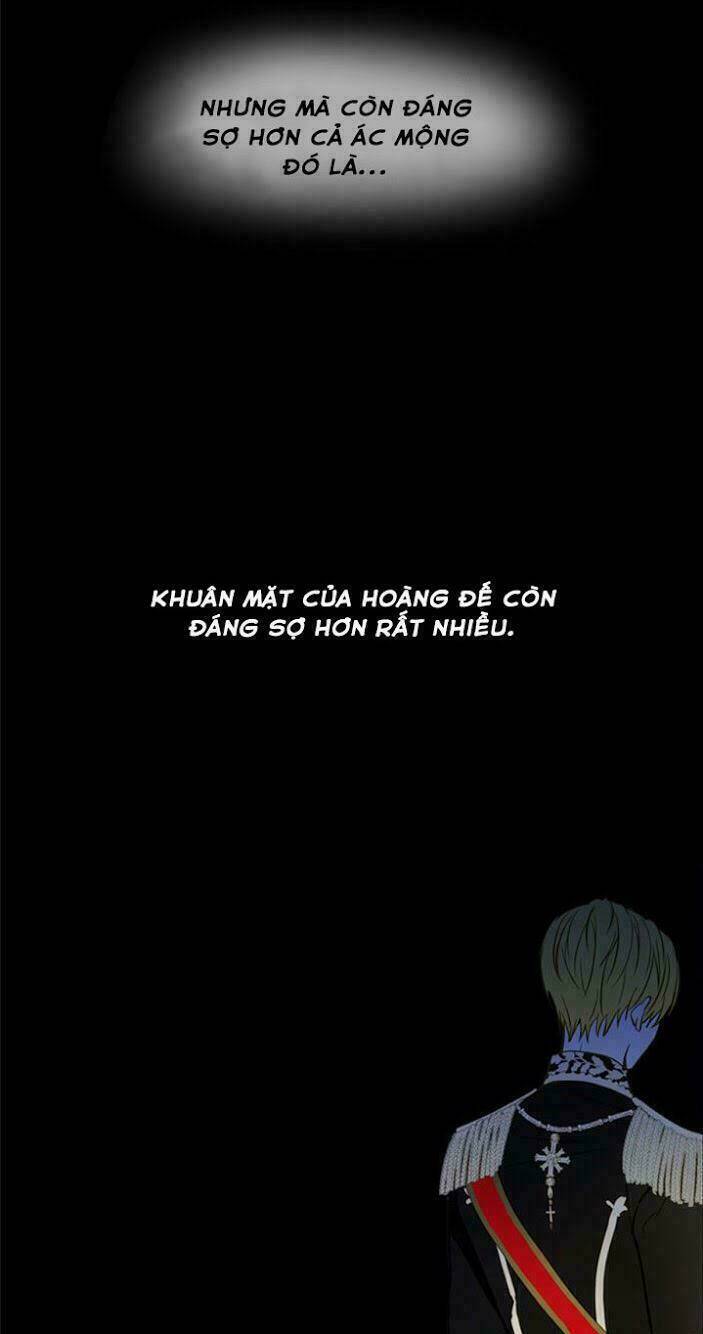 NHƯNG MÀ CÒN ĐÁNG
SỢ HƠN CẢ ÁC MỘNG
ĐÓ LÀ...
KHUÂN MẶT CỦA HOÀNG ĐẾ CÒN
ĐÁNG SỢ HƠN RẤT NHIỀU.